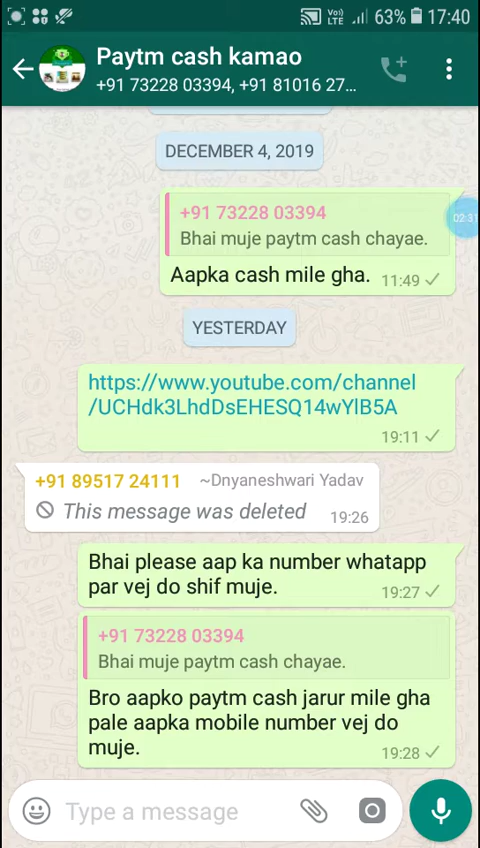 Vo))
LTE
63%
17:40
Paytm cash kamao
+91 73228 03394, +91 81016 27...
DECEMBER 4, 2019
+91 73228 03394
Bhai muje paytm cash chayae.
02:31
Aapka cash mile gha. 11:49
YESTERDAY
https://www.youtube.com/channel
/UCHdk3LhdDsEHESQ14wYlB5A
19:11
+91 89517 24111 ~Dnyaneshwari Yadav
This message was deleted 19:26
Bhai please aap ka number whatapp
par vej do shif muje. 19:27
+91 73228 03394
Bhai muje paytm cash chayae.
Bro aapko paytm cash jarur mile gha
pale aapka mobile number vej do
muje. 19:28
Type a message